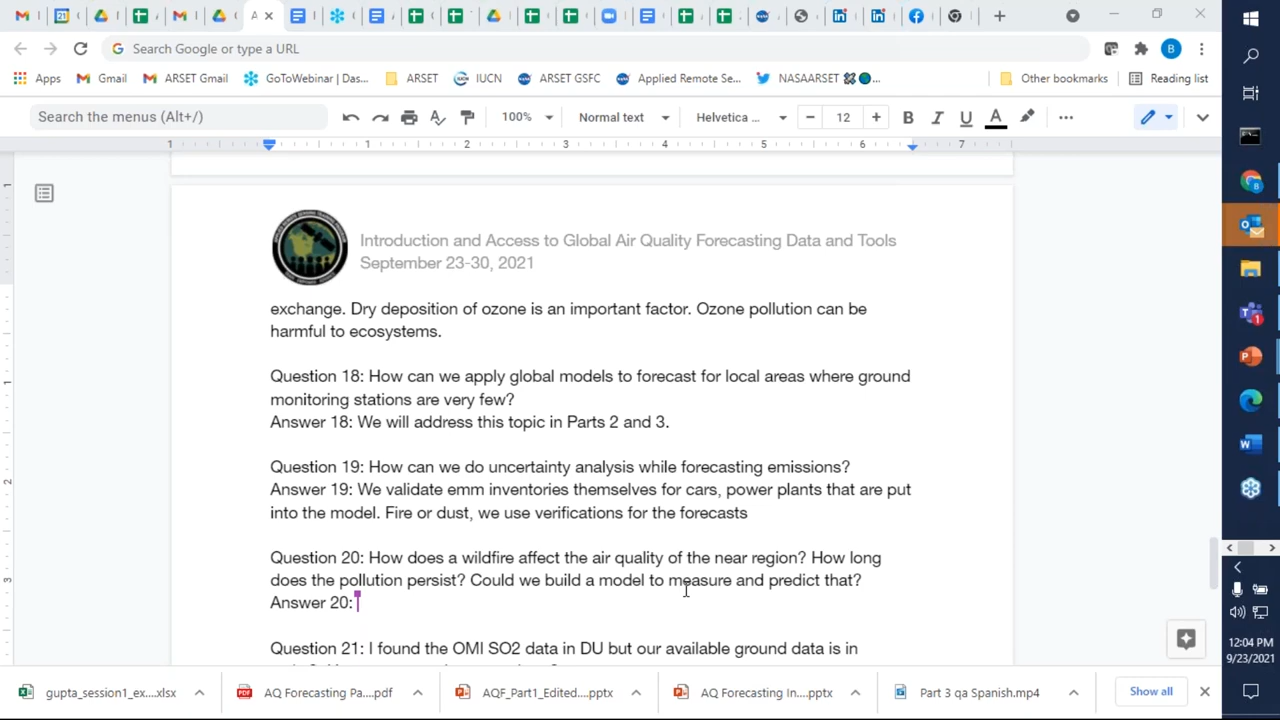 Search Google or type a URL
Apps
Gmail
ARSET Gmail
GoToWebinar | Das...
ARSET
IUCN
ARSET GSFC
Applied Remote Se...
NASAARSET
Other bookmarks
Reading list
Search the menus (Alt+/)
100%
Normal text
Helvetica ...
12
1 1 2 3 4 5 6 7
Introduction and Access to Global Air Quality Forecasting Data and Tools
September 23-30, 2021
exchange. Dry deposition of ozone is an important factor. Ozone pollution can be
harmful to ecosystems.
Question 18: How can we apply global models to forecast for local areas where ground
monitoring stations are very few?
Answer 18: We will address this topic in Parts 2 and 3.
Question 19: How can we do uncertainty analysis while forecasting emissions?
Answer 19: We validate emm inventories themselves for cars, power plants that are put
into the model. Fire or dust, we use verifications for the forecasts
Question 20: How does a wildfire affect the air quality of the near region? How long
does the pollution persist? Could we build a model to measure and predict that?
Answer 20:
Question 21: I found the OMI SO2 data in DU but our available ground data is in
gupta_session1_ex....xlsx
AQ Forecasting Pa....pdf
AQF_Part1_Edited....pptx
AQ Forecasting In....pptx
Part 3 qa Spanish.mp4
Show all
12:04 PM
9/23/2021